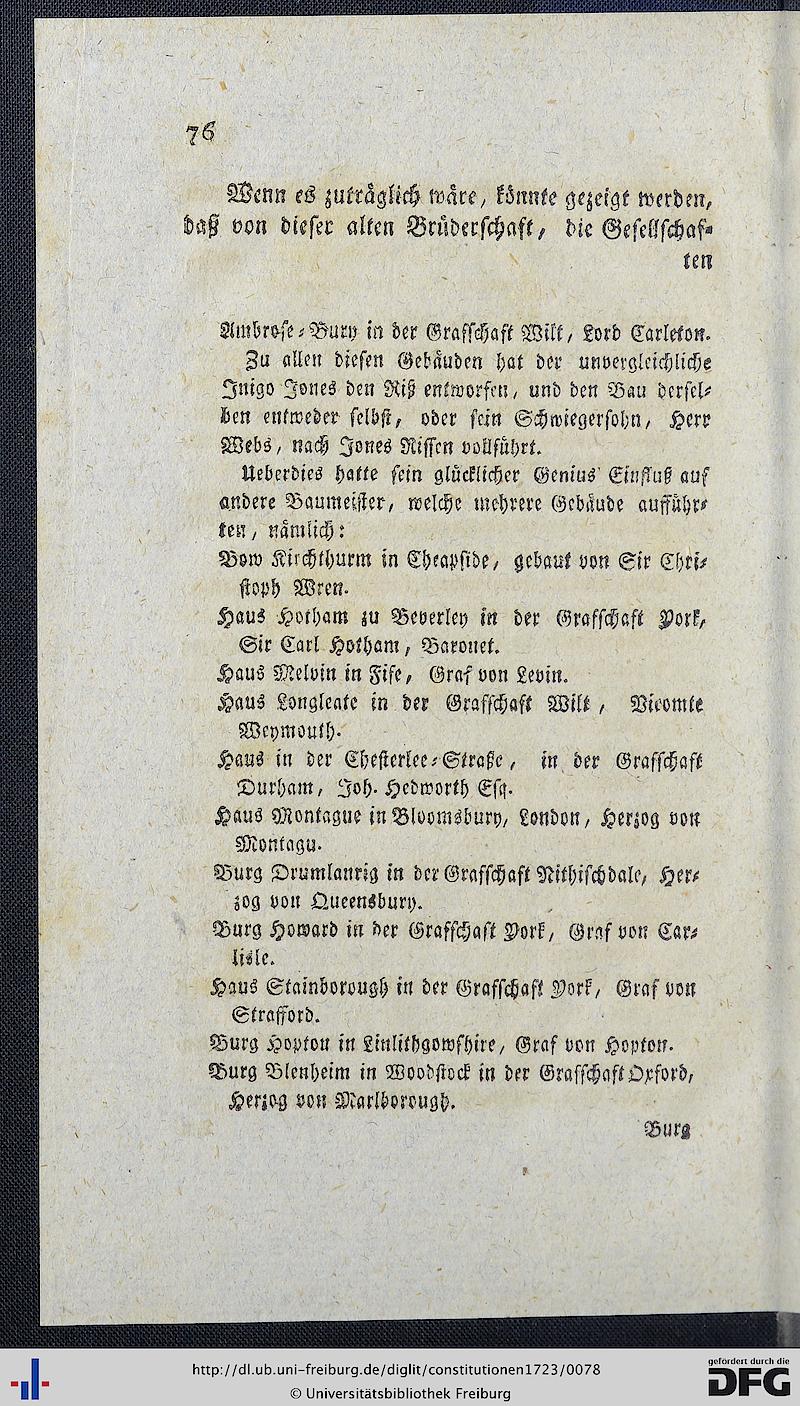 76
Wenn es zuträglich wäre, könnte gezeigt werden,
daß von dieser alten Brüderschaft, die Gesellschaf-
ten
Ambrose-Bury in der Grafschaft Wilt, Lord Carleton.
Zu allen diesen Gebäuden hat der unvergleichliche
Inigo Jones den Riß entworfen, und den Bau dersel-
ben entweder selbst, oder sein Schwiegersohn, Herr
Webs, nach Jones Rissen vollführt.
Ueberdies hatte sein glücklicher Genius Einfluß auf
andere Baumeister, welche mehrere Gebäude aufführ-
ten, nämlich:
Bow Kirchthurm in Cheapside, gebaut von Sir Chri-
stoph Wren.
Haus Hotham zu Beverley in der Grafschaft York,
Sir Carl Hotham, Baronet.
Haus Melvin in Fife, Graf von Levin.
Haus Longleate in der Grafschaft Wilt, Vicomte
Weymouth.
Haus in der Chesterlee-Straße, in der Grafschaft
Durham, Joh. Hedworth Esq.
Haus Montague in Bloomsbury, London, Herzog von
Montagu.
Burg Drumlanrig in der Grafschaft Nithischdale, Her-
zog von Queensbury.
Burg Howard in der Grafschaft York, Graf von Car-
lisle.
Haus Stainborough in der Grafschaft York, Graf von
Strafford.
Burg Hopton in Linlithgowshire, Graf von Hopton.
Burg Blenheim in Woodstock in der Grafschaft Oxford,
Herzog von Marlborough.
Burg
http://dl.ub.uni-freiburg.de/diglit/constitutionen1723/0078
© Universitätsbibliothek Freiburg
gefördert durch die
DFG